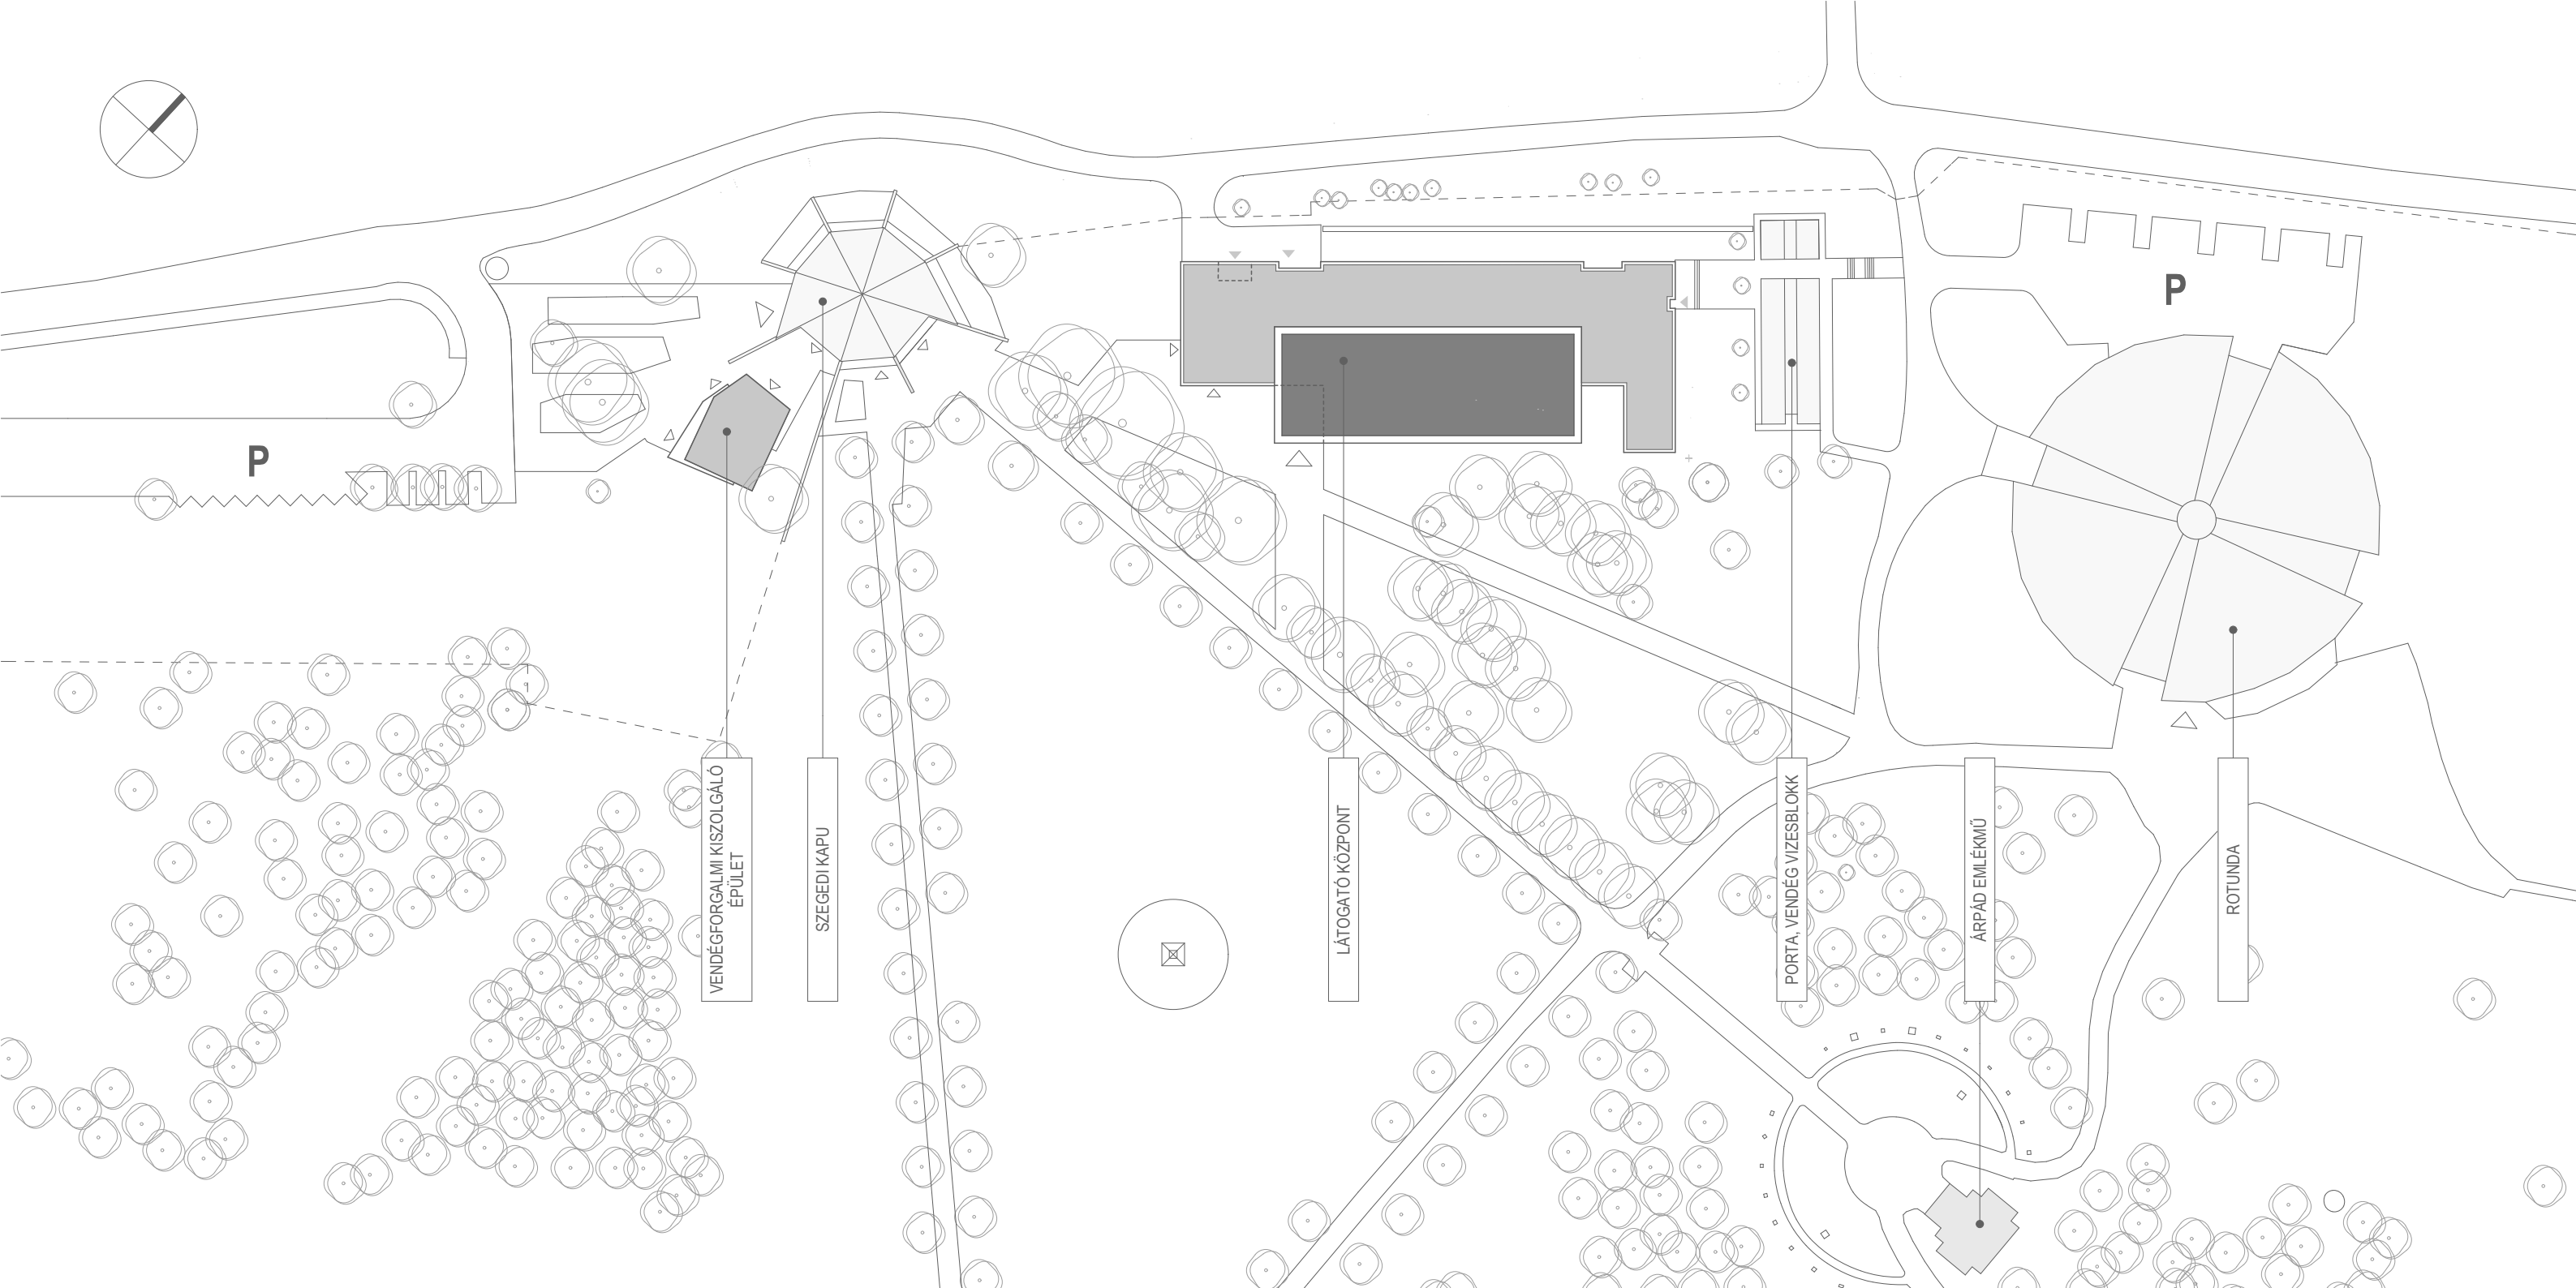 P
P
VENDÉGFORGALMI KISZOLGÁLÓ
ÉPÜLET
SZEGEDI KAPU
LÁTOGATÓ KÖZPONT
PORTA, VENDÉG VIZESBLOKK
ÁRPÁD EMLÉKMŰ
ROTUNDA